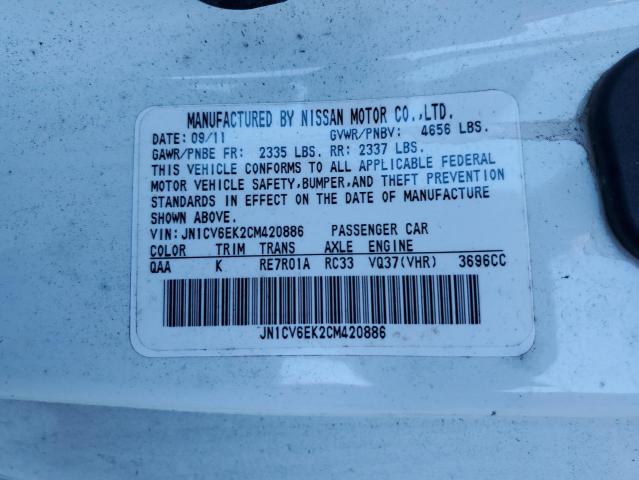 MANUFACTURED BY NISSAN MOTOR CO.,LTD.
DATE: 09/11 GVWR/PNBV: 4656 LBS.
GAWR/PNBE FR: 2335 LBS. RR: 2337 LBS.
THIS VEHICLE CONFORMS TO ALL APPLICABLE FEDERAL
MOTOR VEHICLE SAFETY,BUMPER,AND THEFT PREVENTION
STANDARDS IN EFFECT ON THE DATE OF MANUFACTURE
SHOWN ABOVE.
VIN:JN1CV6EK2CM420886 PASSENGER CAR
COLOR TRIM TRANS AXLE ENGINE
QAA K RE7R01A RC33 VQ37(VHR) 3696CC
JN1CV6EK2CM420886